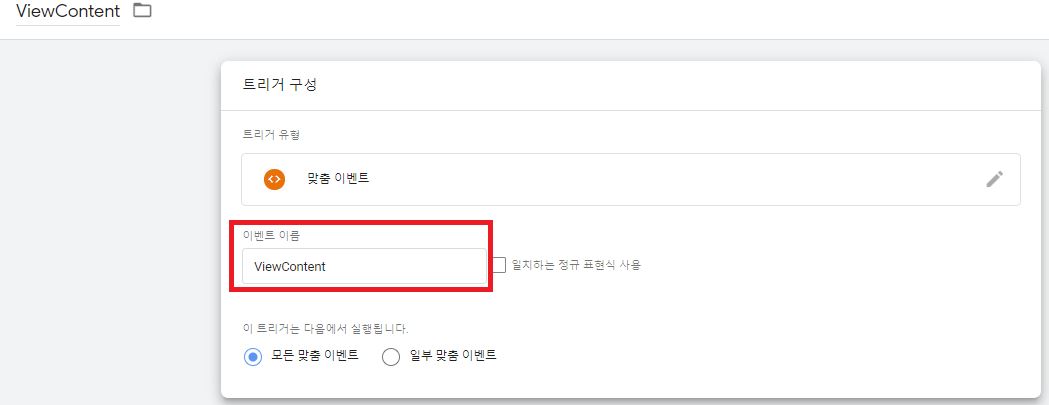 ViewContent
트리거 구성
트리거 유형
맞춤 이벤트
이벤트 이름
ViewContent
일치하는 정규 표현식 사용
이 트리거는 다음에서 실행됩니다.
모든 맞춤 이벤트 일부 맞춤 이벤트